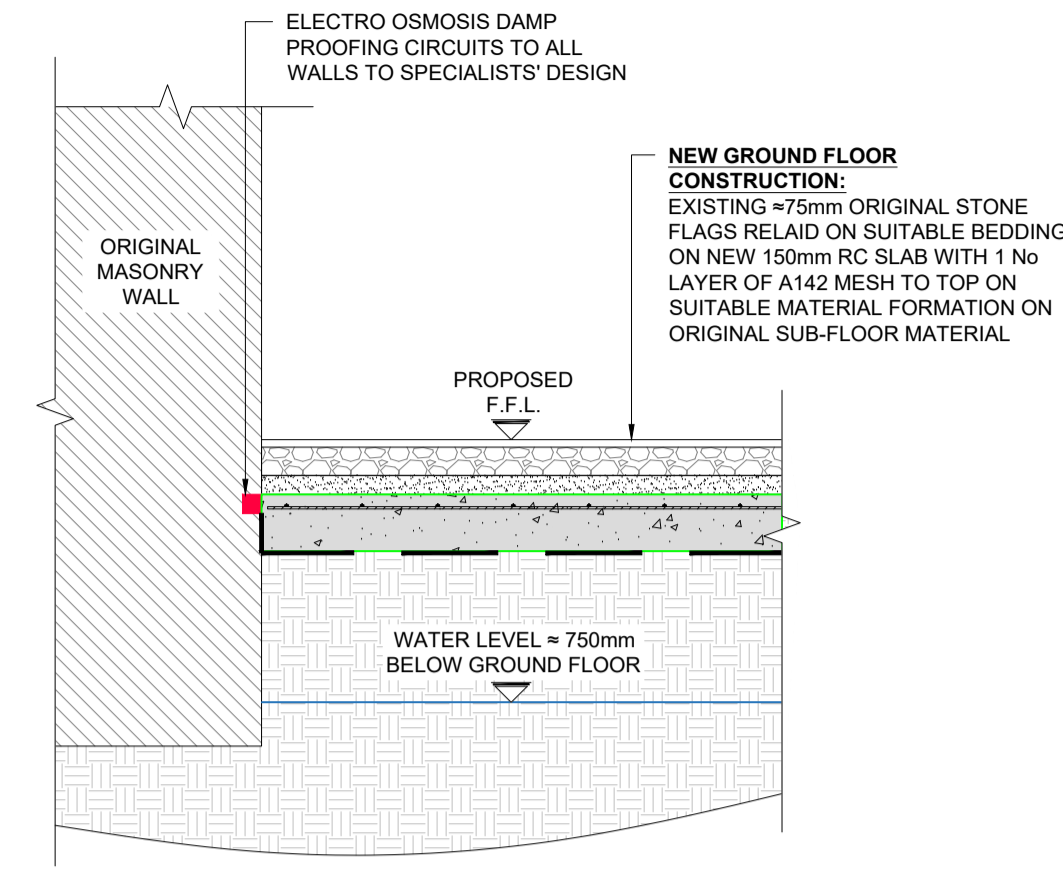 ELECTRO OSMOSIS DAMP
PROOFING CIRCUITS TO ALL
WALLS TO SPECIALISTS' DESIGN
NEW GROUND FLOOR
CONSTRUCTION:
EXISTING ≈75mm ORIGINAL STONE
FLAGS RELAID ON SUITABLE BEDDING
ON NEW 150mm RC SLAB WITH 1 No
LAYER OF A142 MESH TO TOP ON
SUITABLE MATERIAL FORMATION ON
ORIGINAL SUB-FLOOR MATERIAL
ORIGINAL
MASONRY
WALL
PROPOSED
F.F.L.
WATER LEVEL ≈ 750mm
BELOW GROUND FLOOR